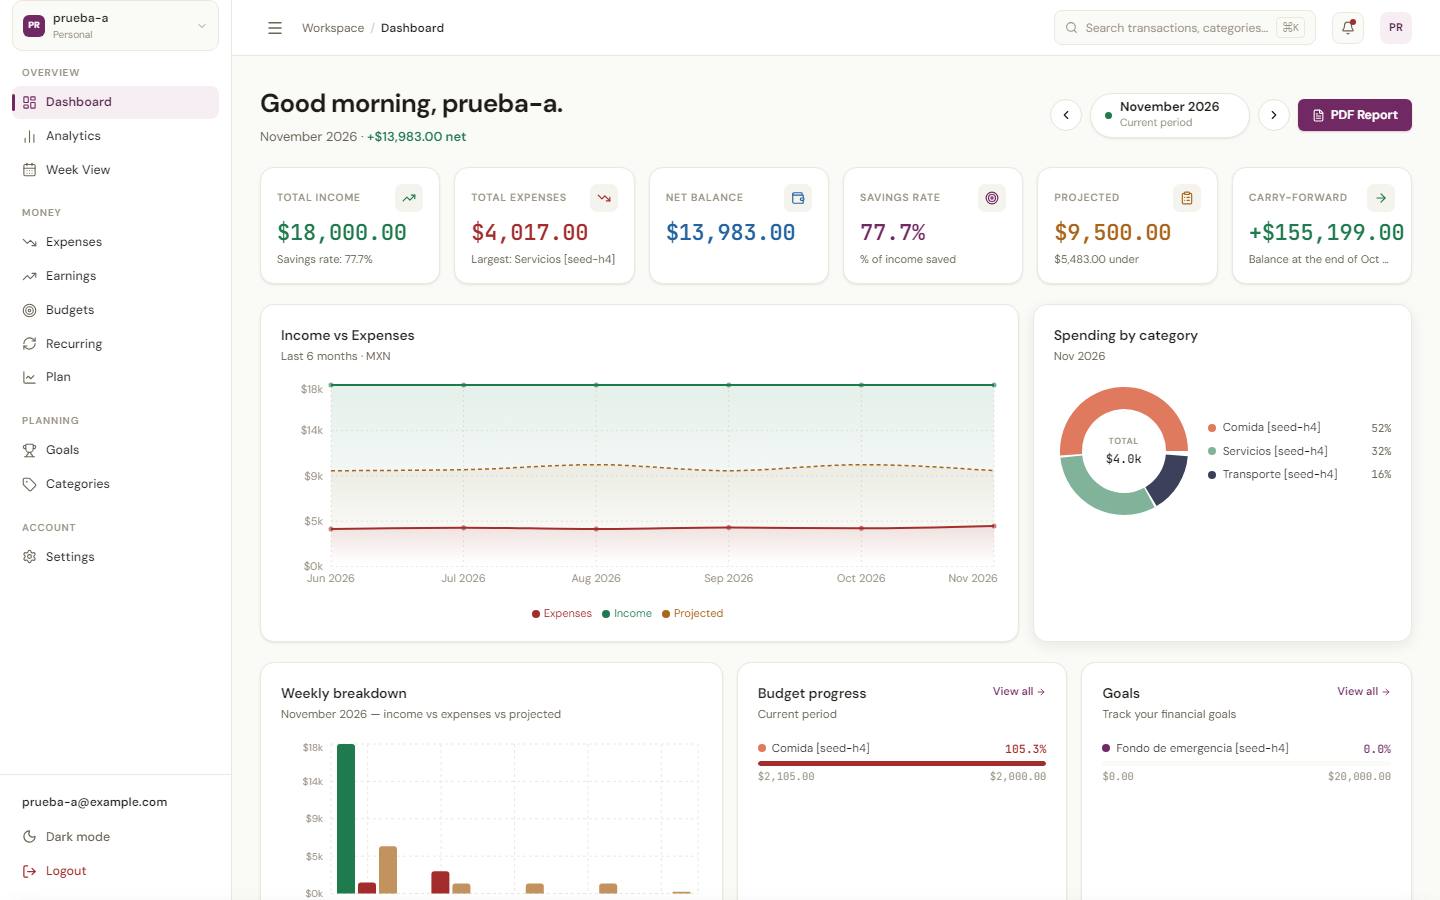 PR
prueba-a
Personal
OVERVIEW
Dashboard
Analytics
Week View
MONEY
Expenses
Earnings
Budgets
Recurring
Plan
PLANNING
Goals
Categories
ACCOUNT
Settings
prueba-a@example.com
Dark mode
Logout
Workspace / Dashboard
Search transactions, categories... ⌘K
PR
Good morning, prueba-a.
November 2026 · +$13,983.00 net
November 2026
Current period
PDF Report
TOTAL INCOME
$18,000.00
Savings rate: 77.7%
TOTAL EXPENSES
$4,017.00
Largest: Servicios [seed-h4]
NET BALANCE
$13,983.00
SAVINGS RATE
77.7%
% of income saved
PROJECTED
$9,500.00
$5,483.00 under
CARRY-FORWARD
+$155,199.00
Balance at the end of Oct ...
Income vs Expenses
Last 6 months · MXN
$18k
$14k
$9k
$5k
$0k
Jun 2026 Jul 2026 Aug 2026 Sep 2026 Oct 2026 Nov 2026
Expenses Income Projected
Spending by category
Nov 2026
TOTAL
$4.0k
Comida [seed-h4] 52%
Servicios [seed-h4] 32%
Transporte [seed-h4] 16%
Weekly breakdown
November 2026 — income vs expenses vs projected
$18k
$14k
$9k
$5k
$0k
Budget progress View all →
Current period
Comida [seed-h4] 105.3%
$2,105.00 $2,000.00
Goals View all →
Track your financial goals
Fondo de emergencia [seed-h4] 0.0%
$0.00 $20,000.00